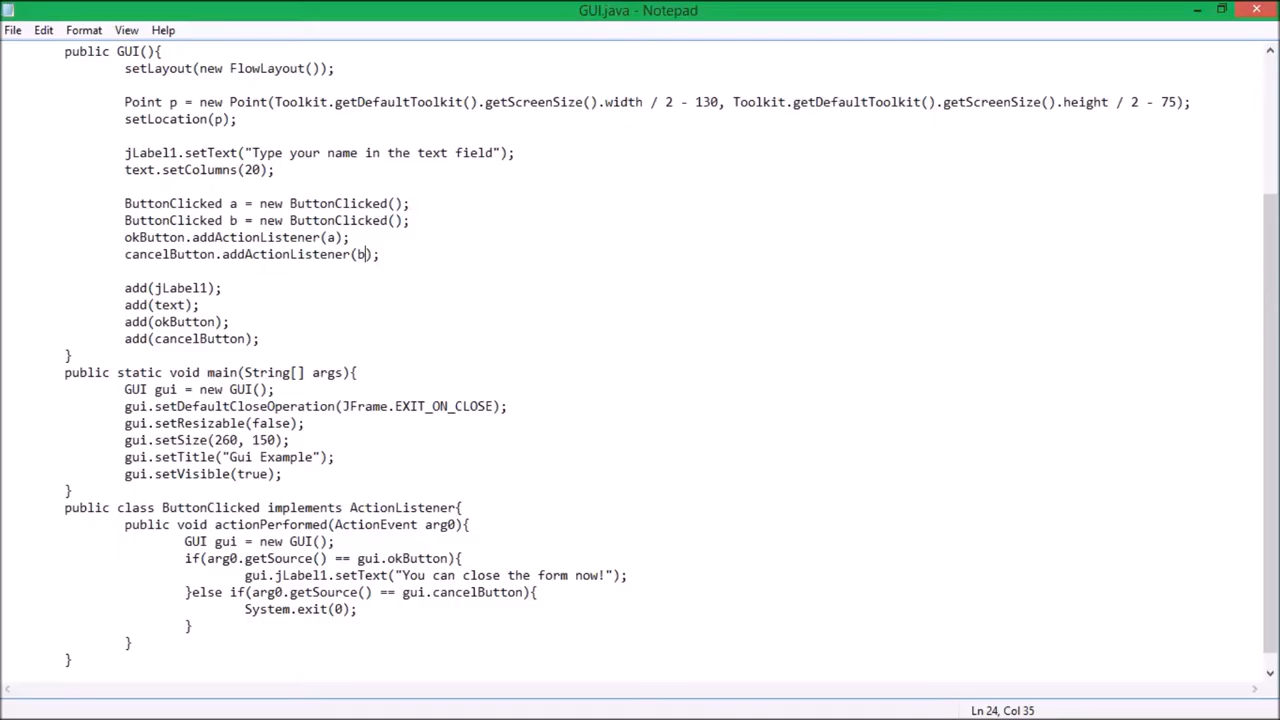 GUI.java - Notepad
File Edit Format View Help
public GUI(){
setLayout(new FlowLayout());
Point p = new Point(Toolkit.getDefaultToolkit().getScreenSize().width / 2 - 130, Toolkit.getDefaultToolkit().getScreenSize().height / 2 - 75);
setLocation(p);
jLabel1.setText("Type your name in the text field");
text.setColumns(20);
ButtonClicked a = new ButtonClicked();
ButtonClicked b = new ButtonClicked();
okButton.addActionListener(a);
cancelButton.addActionListener(b);
add(jLabel1);
add(text);
add(okButton);
add(cancelButton);
}
public static void main(String[] args){
GUI gui = new GUI();
gui.setDefaultCloseOperation(JFrame.EXIT_ON_CLOSE);
gui.setResizable(false);
gui.setSize(260, 150);
gui.setTitle("Gui Example");
gui.setVisible(true);
}
public class ButtonClicked implements ActionListener{
public void actionPerformed(ActionEvent arg0){
GUI gui = new GUI();
if(arg0.getSource() == gui.okButton){
gui.jLabel1.setText("You can close the form now!");
}else if(arg0.getSource() == gui.cancelButton){
System.exit(0);
}
}
}
Ln 24, Col 35